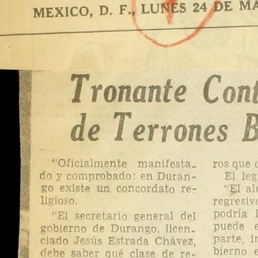 MEXICO, D. F., LUNES 24 DE MA
Tronante Cont
de Terrones B
"Oficialmente manifesta-
do y comprobado: en Duran-
go existe un concordato re-
ligioso.
"El secretario general del
gobierno de Durango, licen-
ciado Jesús Estrada Chávez,
debe saber qué clase de re-
ros que
El leg
"El al
regresiv
podría l
puede e
parte, in